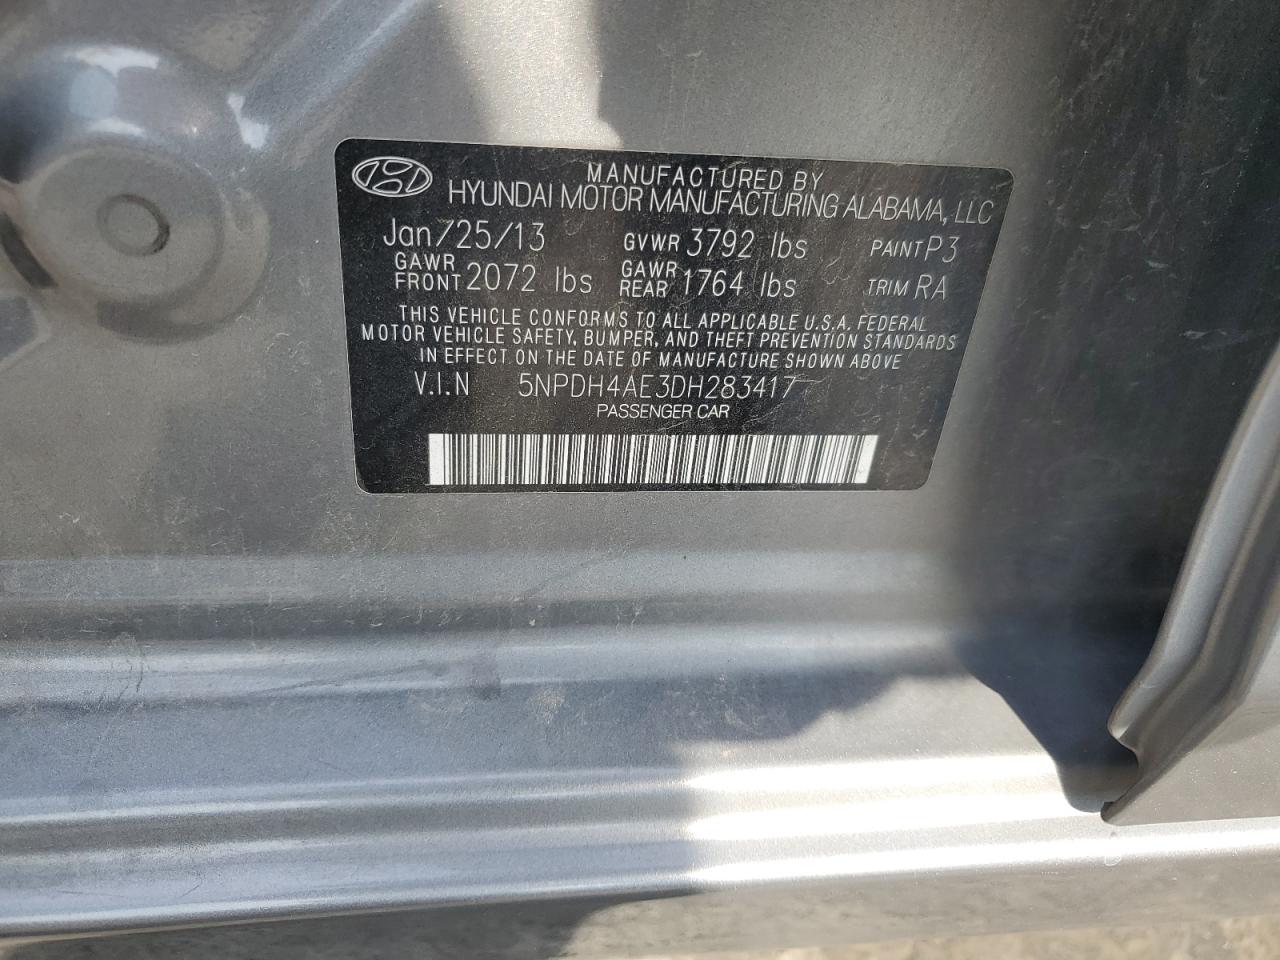 MANUFACTURED BY
HYUNDAI MOTOR MANUFACTURING ALABAMA, LLC
Jan/25/13 GVWR 3792 lbs PAINT P3
GAWR FRONT 2072 lbs GAWR REAR 1764 lbs TRIM RA
THIS VEHICLE CONFORMS TO ALL APPLICABLE U.S.A. FEDERAL
MOTOR VEHICLE SAFETY, BUMPER, AND THEFT PREVENTION STANDARDS
IN EFFECT ON THE DATE OF MANUFACTURE SHOWN ABOVE
V.I.N 5NPDH4AE3DH283417
PASSENGER CAR